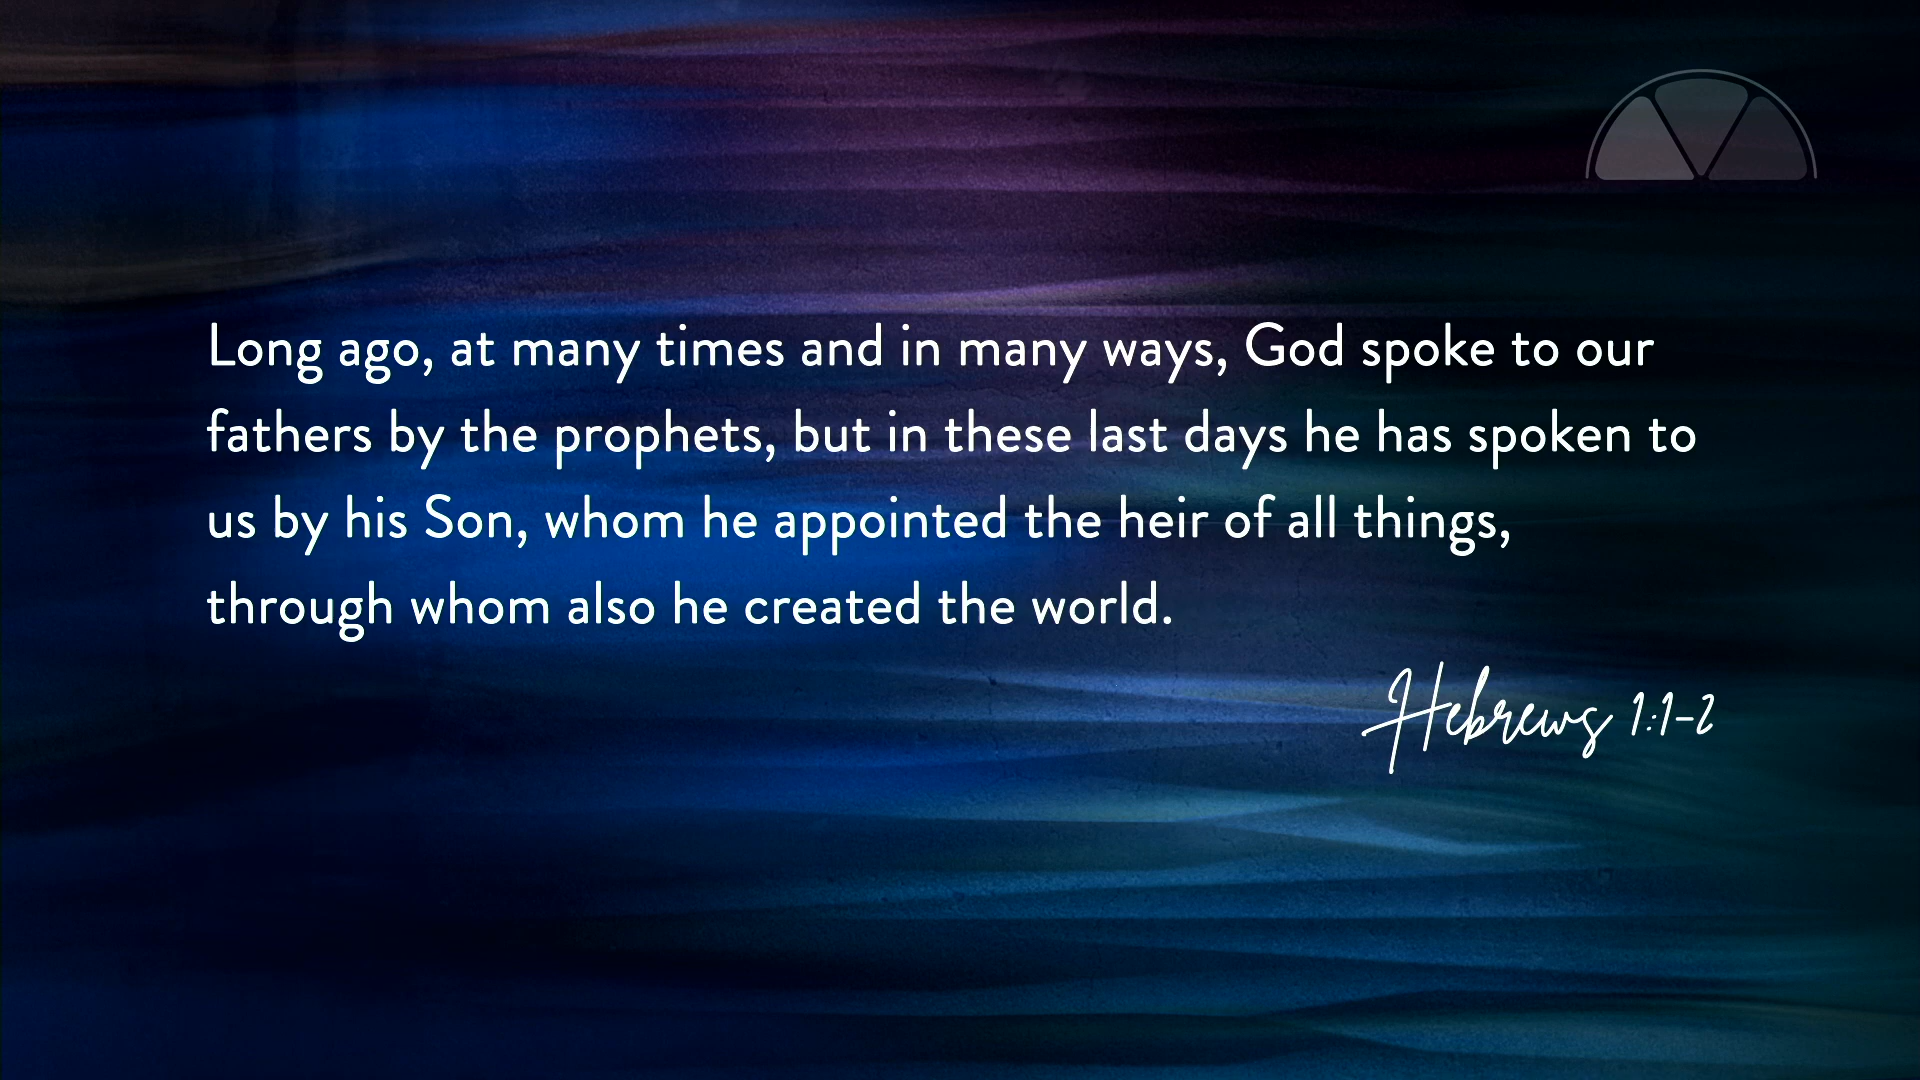 Long ago, at many times and in many ways, God spoke to our
fathers by the prophets, but in these last days he has spoken to
us by his Son, whom he appointed the heir of all things,
through whom also he created the world.
Hebrews 1:1-2